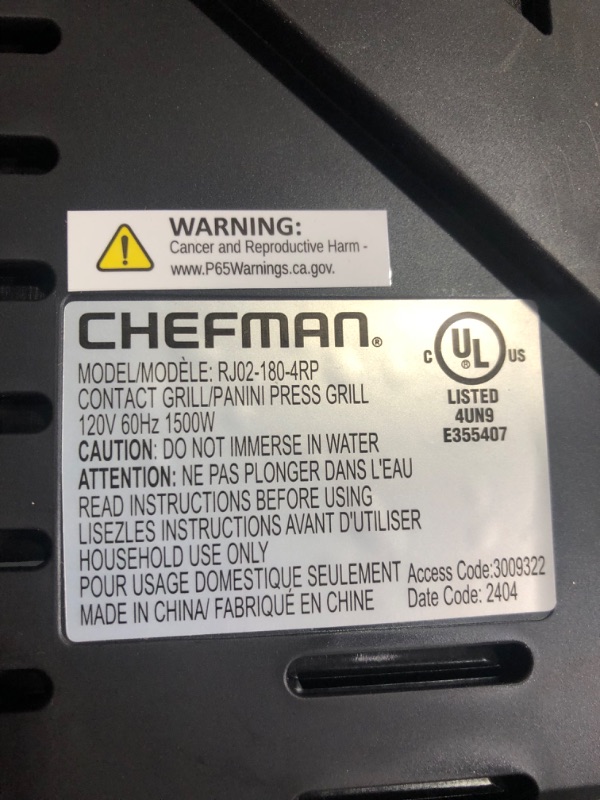 WARNING:
Cancer and Reproductive Harm -
www.P65Warnings.ca.gov.
CHEFMAN®
MODEL/MODÈLE: RJ02-180-4RP
CONTACT GRILL/PANINI PRESS GRILL
120V 60Hz 1500W
CAUTION: DO NOT IMMERSE IN WATER
ATTENTION: NE PAS PLONGER DANS L'EAU
READ INSTRUCTIONS BEFORE USING
LISEZLES INSTRUCTIONS AVANT D'UTILISER
HOUSEHOLD USE ONLY
POUR USAGE DOMESTIQUE SEULEMENT
MADE IN CHINA/ FABRIQUÉ EN CHINE
C UL® US
LISTED
4UN9
E355407
Access Code:3009322
Date Code: 2404